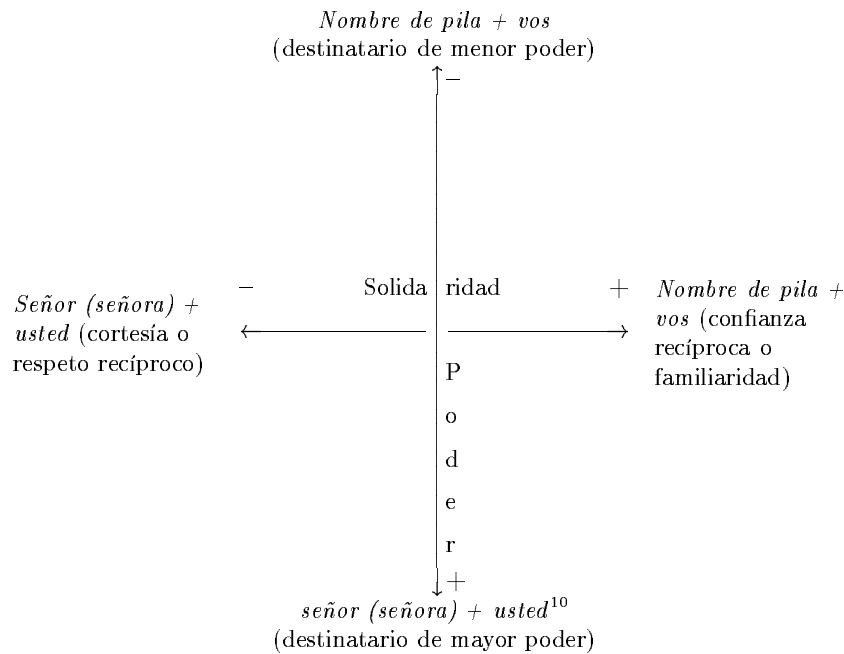 Nombre de pila + vos
(destinatario de menor poder)
−
− Solida ridad +
Señor (señora) +
usted (cortesía o
respeto recíproco)
Nombre de pila +
vos (confianza
recíproca o
familiaridad)
P
o
d
e
r
+
señor (señora) + usted10
(destinatario de mayor poder)